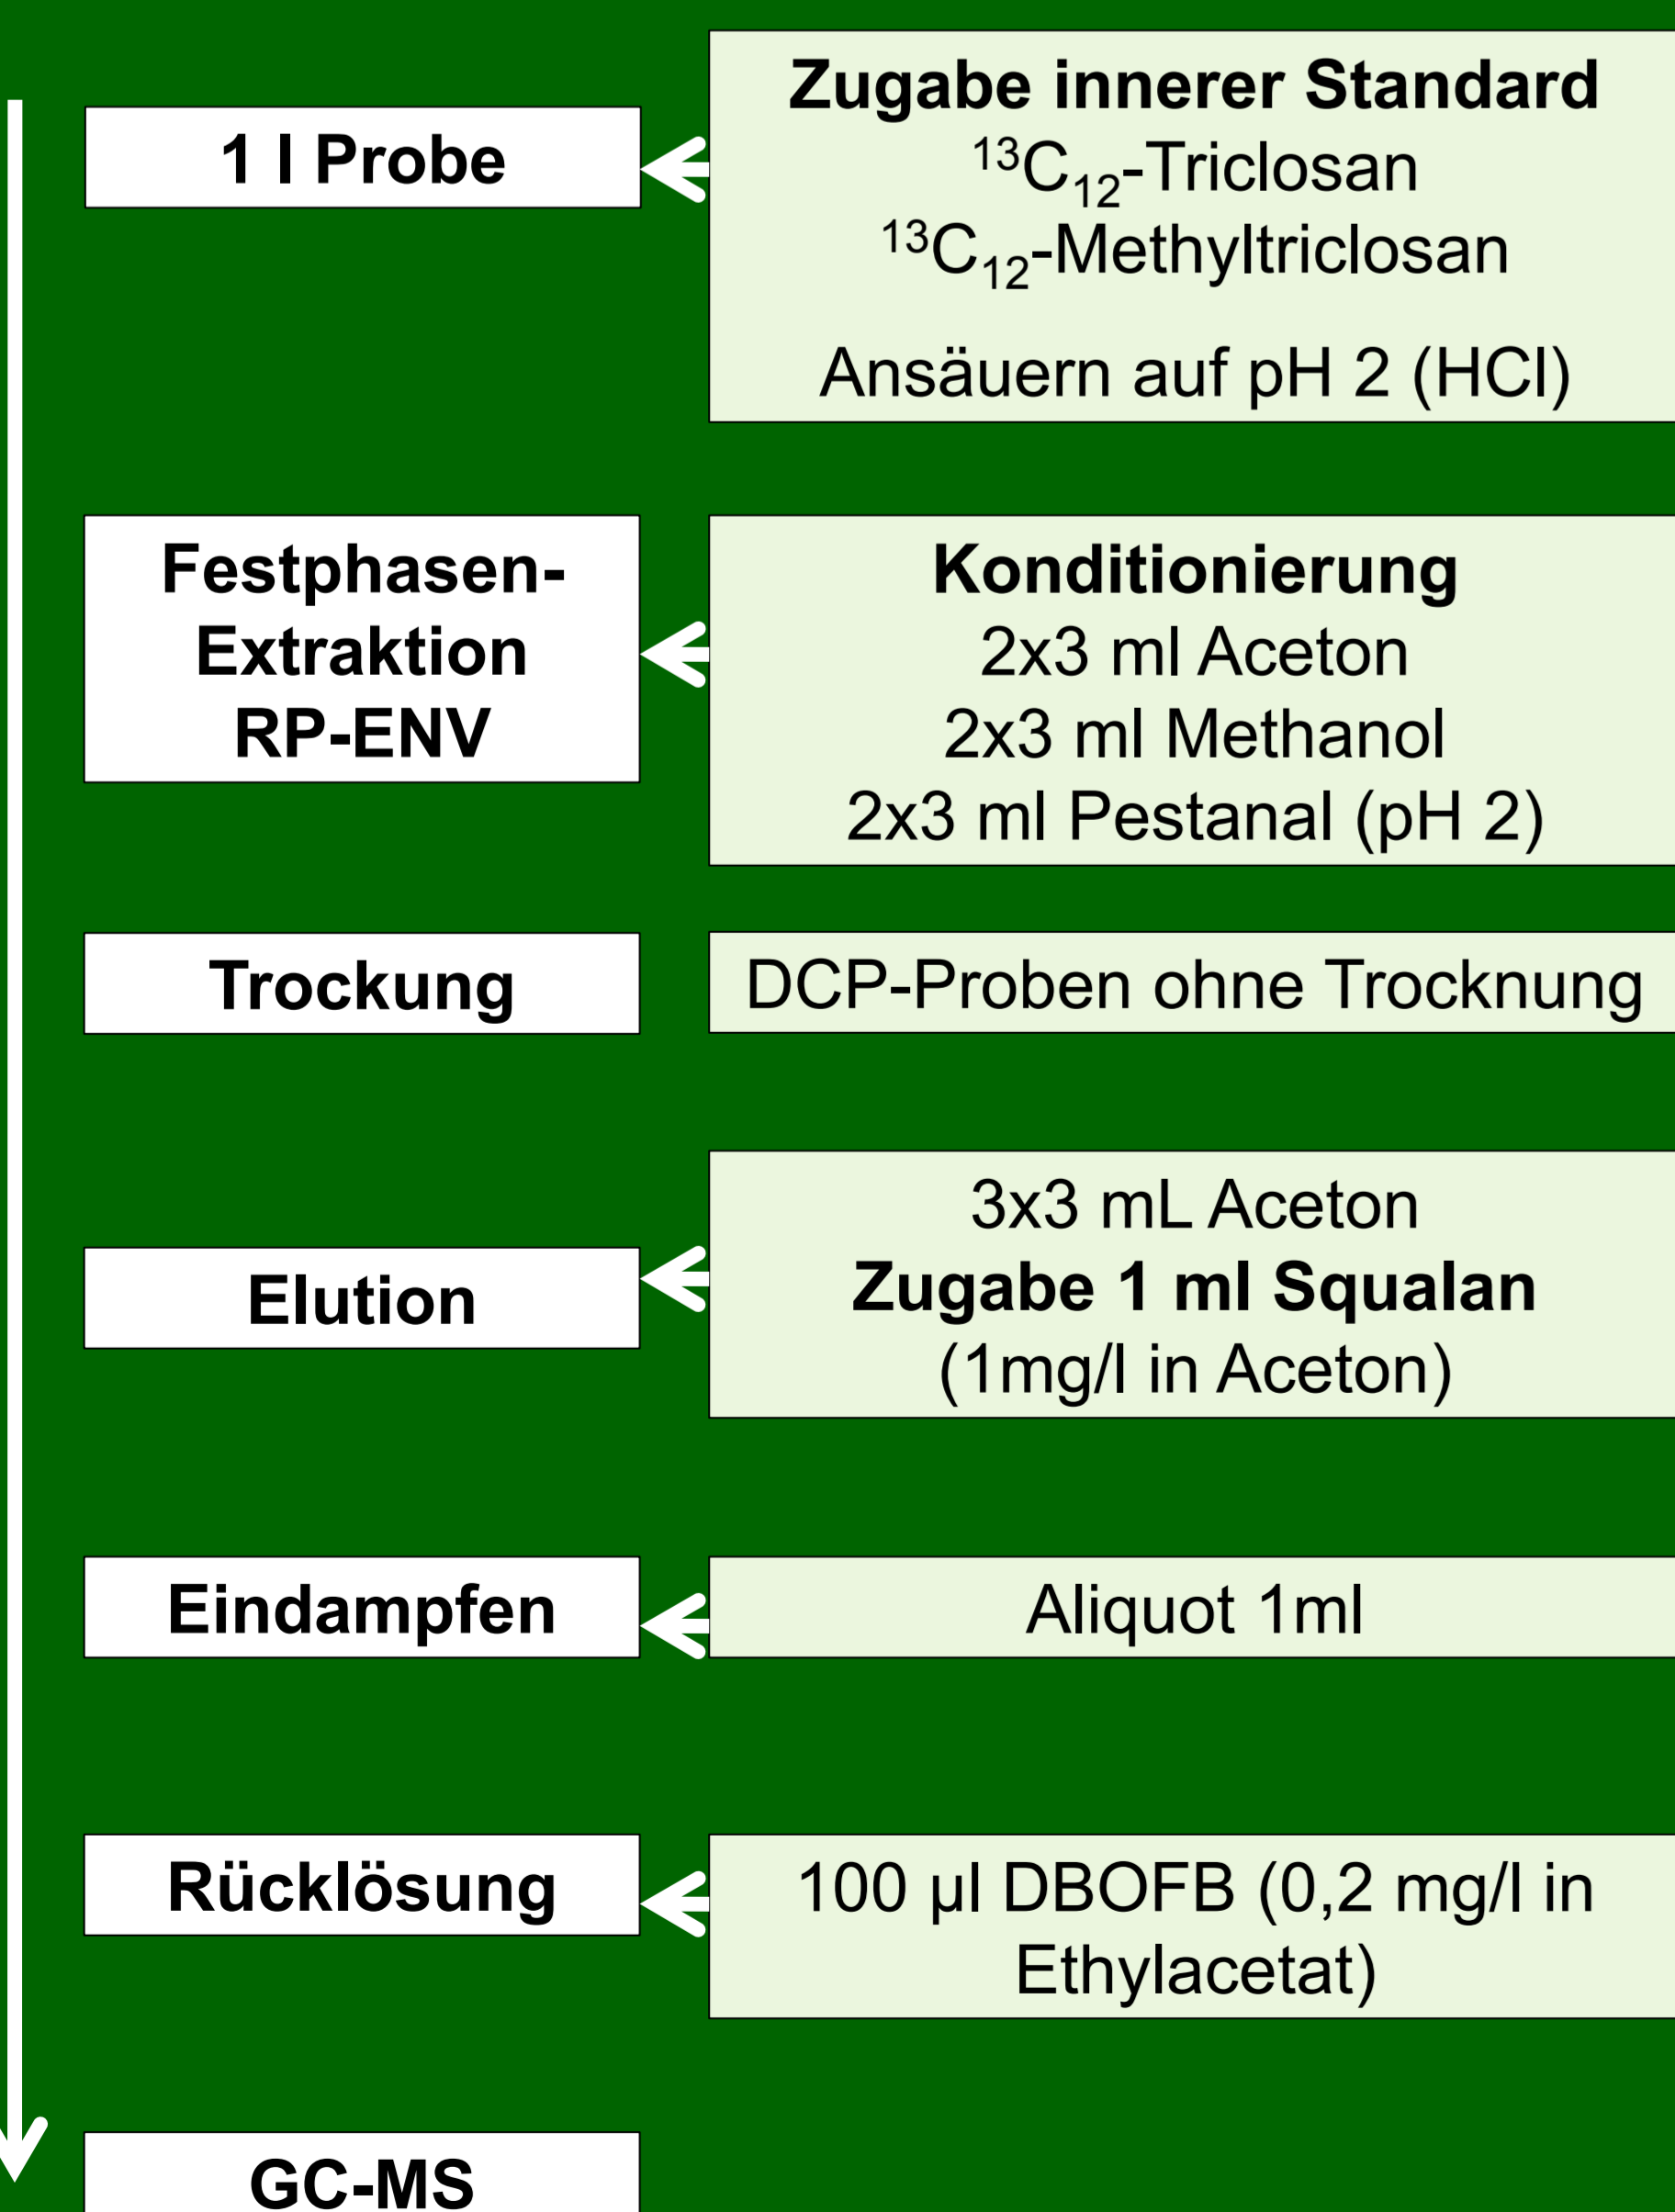 1 l Probe
Zugabe innerer Standard
¹³C₁₂-Triclosan
¹³C₁₂-Methyltriclosan
Ansäuern auf pH 2 (HCl)
Festphasen-
Extraktion
RP-ENV
Konditionierung
2x3 ml Aceton
2x3 ml Methanol
2x3 ml Pestanal (pH 2)
Trockung
DCP-Proben ohne Trocknung
Elution
3x3 mL Aceton
Zugabe 1 ml Squalan
(1mg/l in Aceton)
Eindampfen
Aliquot 1ml
Rücklösung
100 µl DBOFB (0,2 mg/l in
Ethylacetat)
GC-MS